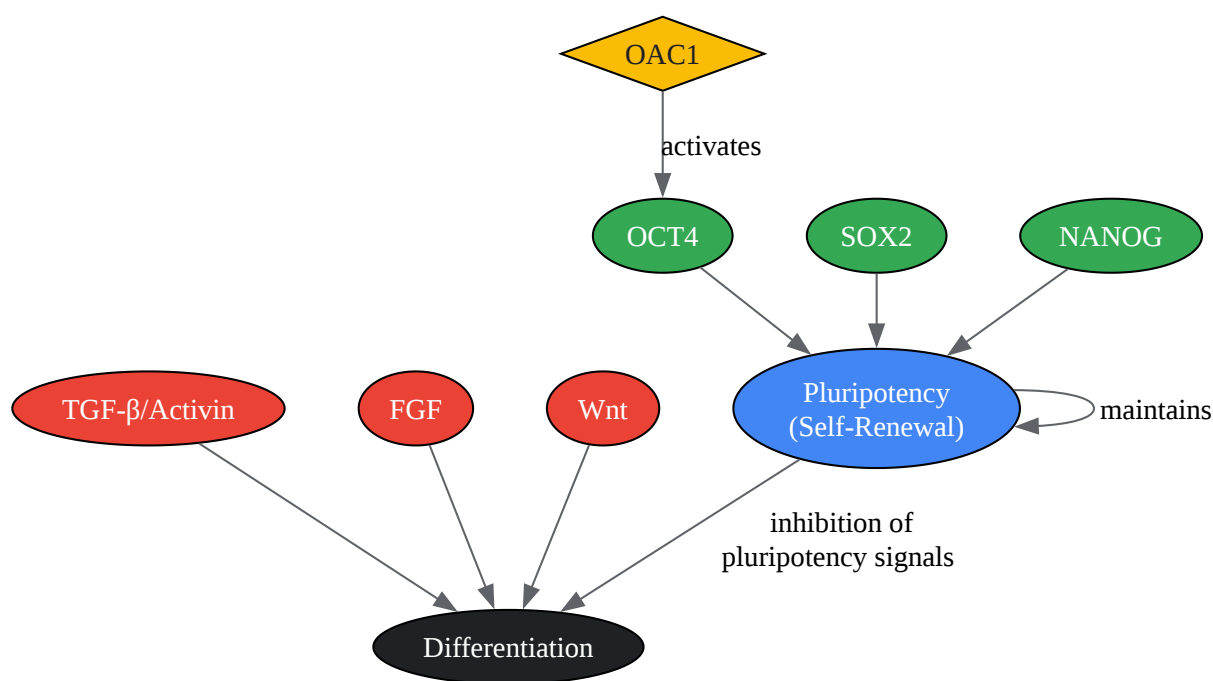 OAC1
activates
OCT4
SOX2
NANOG
TGF-β/Activin
FGF
Wnt
Pluripotency
(Self-Renewal)
maintains
inhibition of
pluripotency signals
Differentiation